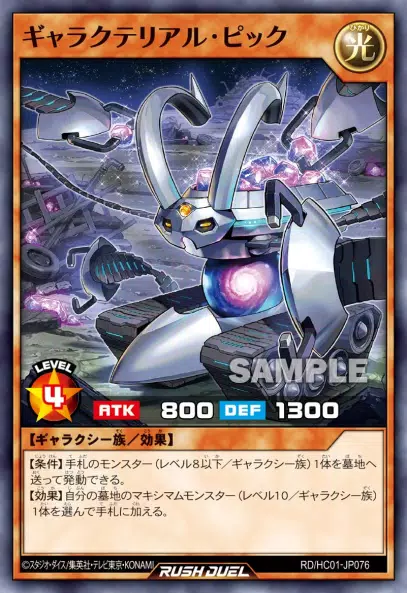 ギャラクテリアル・ピック
ひかり
光
SAMPLE
LEVEL
4
ATK 800 DEF 1300
【ギャラクシー族／効果】
【条件】手札のモンスター（レベル8以下／ギャラクシー族）1体を墓地へ
送って発動できる。
【効果】自分の墓地のマキシマムモンスター（レベル10／ギャラクシー族）
1体を選んで手札に加える。
©スタジオ・ダイス/集英社・テレビ東京・KONAMI
RUSH DUEL
RD/HC01-JP076